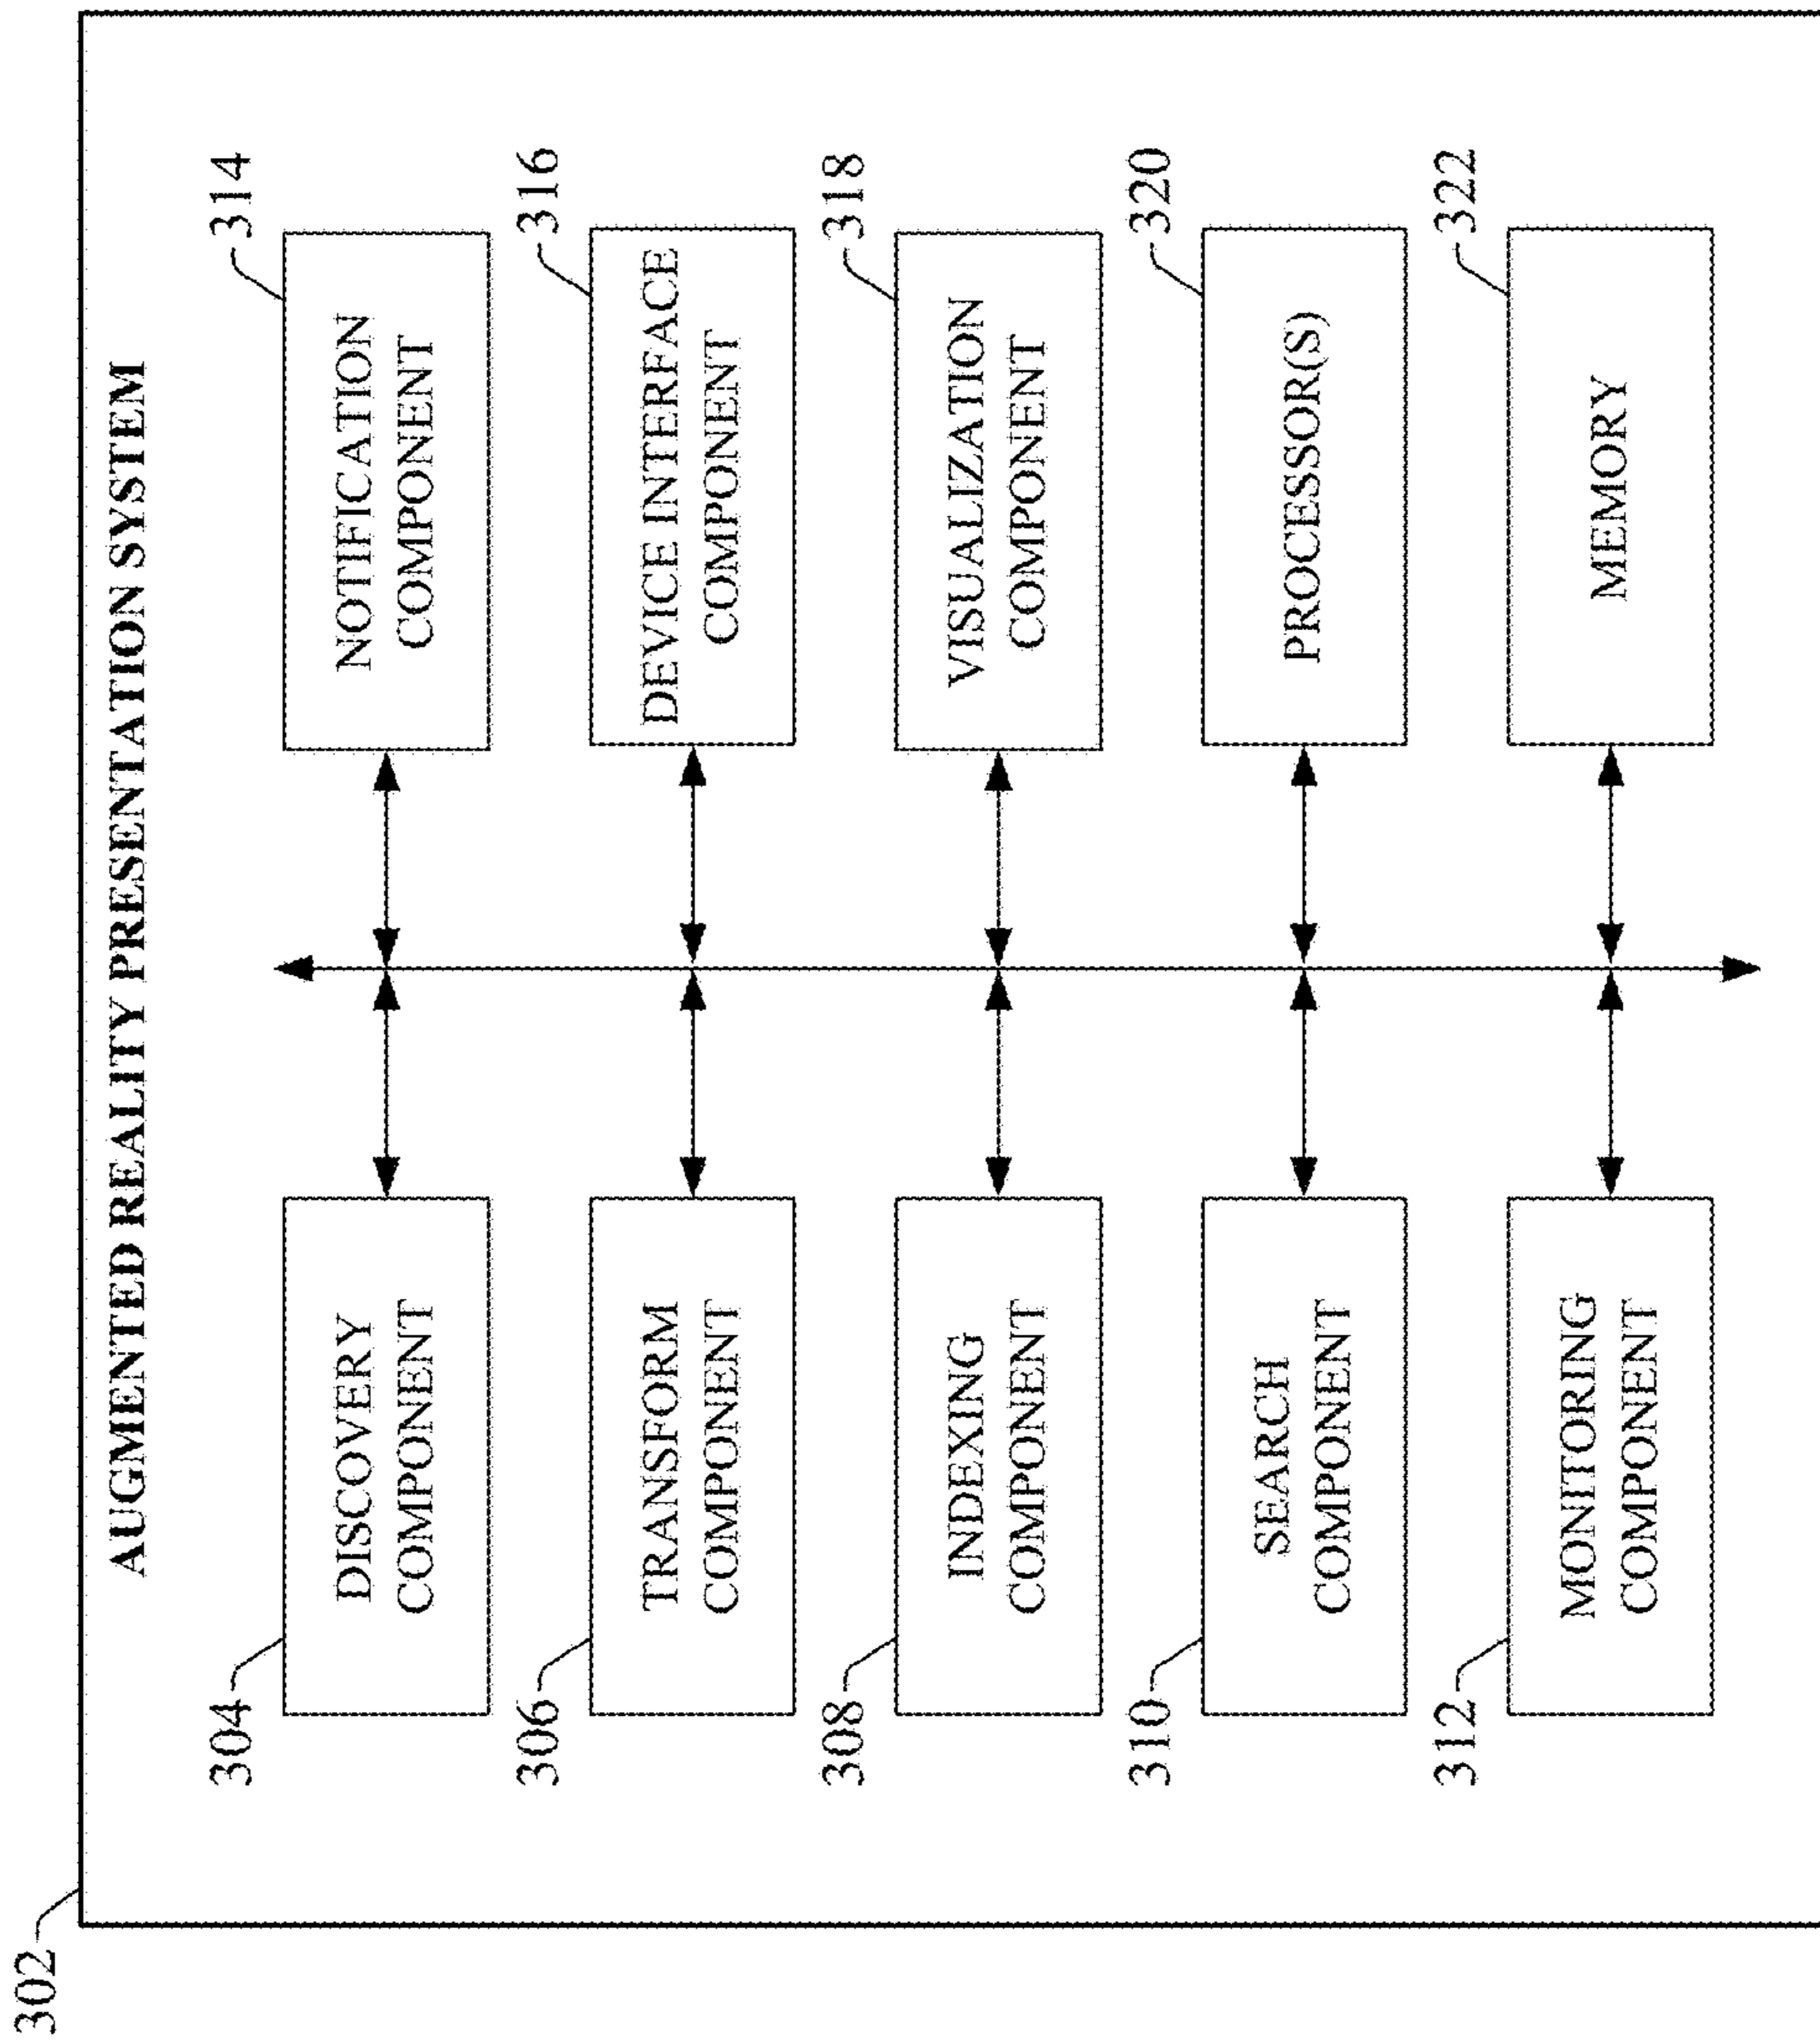 302
AUGMENTED REALITY PRESENTATION SYSTEM
304
DISCOVERY
COMPONENT
306
TRANSFORM
COMPONENT
308
INDEXING
COMPONENT
310
SEARCH
COMPONENT
312
MONITORING
COMPONENT
314
NOTIFICATION
COMPONENT
316
DEVICE INTERFACE
COMPONENT
318
VISUALIZATION
COMPONENT
320
PROCESSOR(S)
322
MEMORY